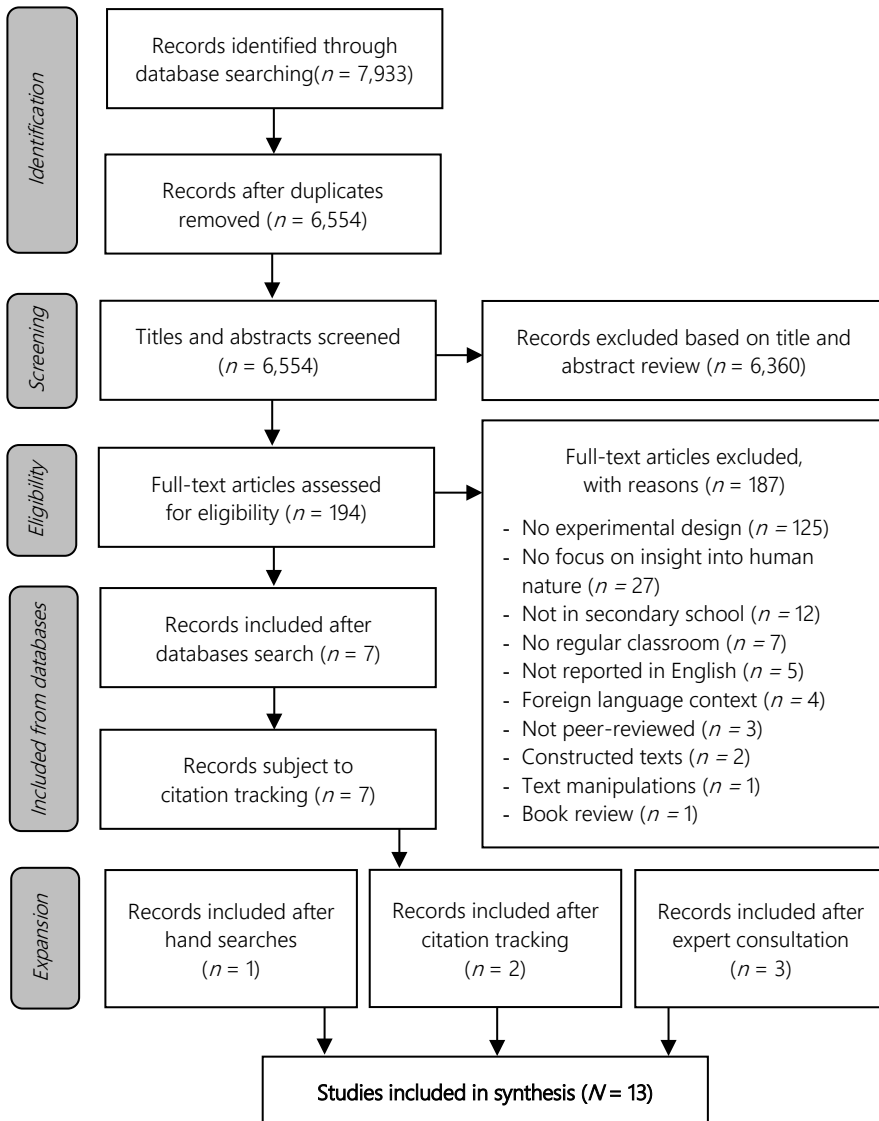 Identification
Records identified through
database searching(n = 7,933)
Records after duplicates
removed (n = 6,554)
Screening
Titles and abstracts screened
(n = 6,554)
Records excluded based on title and
abstract review (n = 6,360)
Eligibility
Full-text articles assessed
for eligibility (n = 194)
Full-text articles excluded,
with reasons (n = 187)
- No experimental design (n = 125)
- No focus on insight into human
nature (n = 27)
- Not in secondary school (n = 12)
- No regular classroom (n = 7)
- Not reported in English (n = 5)
- Foreign language context (n = 4)
- Not peer-reviewed (n = 3)
- Constructed texts (n = 2)
- Text manipulations (n = 1)
- Book review (n = 1)
Included from databases
Records included after
databases search (n = 7)
Records subject to
citation tracking (n = 7)
Expansion
Records included after
hand searches
(n = 1)
Records included after
citation tracking
(n = 2)
Records included after
expert consultation
(n = 3)
Studies included in synthesis (N = 13)